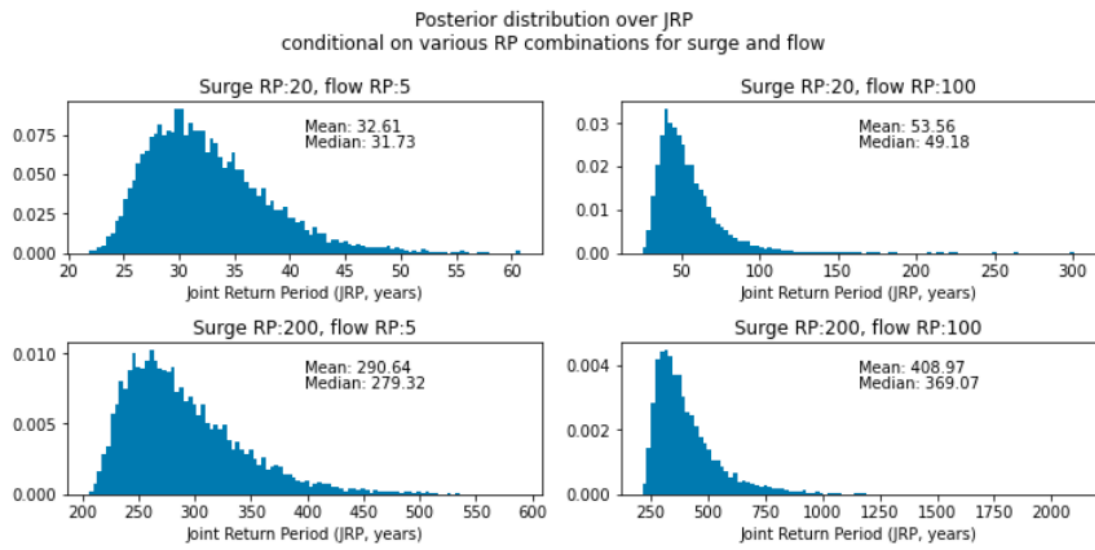 Posterior distribution over JRP
conditional on various RP combinations for surge and flow
Surge RP:20, flow RP:5
Mean: 32.61
Median: 31.73
0.075
0.050
0.025
0.000
20 25 30 35 40 45 50 55 60
Joint Return Period (JRP, years)
Surge RP:20, flow RP:100
Mean: 53.56
Median: 49.18
0.03
0.02
0.01
0.00
50 100 150 200 250 300
Joint Return Period (JRP, years)
Surge RP:200, flow RP:5
Mean: 290.64
Median: 279.32
0.010
0.005
0.000
200 250 300 350 400 450 500 550 600
Joint Return Period (JRP, years)
Surge RP:200, flow RP:100
Mean: 408.97
Median: 369.07
0.004
0.002
0.000
250 500 750 1000 1250 1500 1750 2000
Joint Return Period (JRP, years)